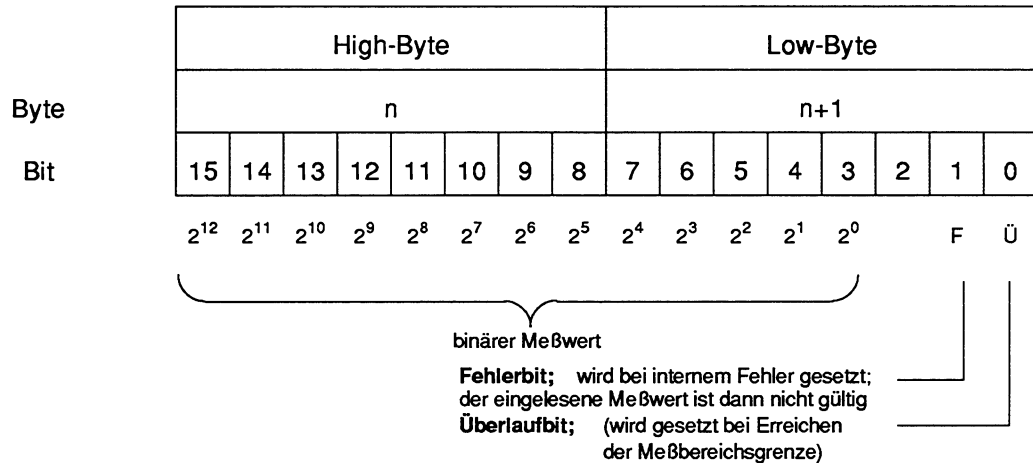 High-Byte Low-Byte
Byte n n+1
Bit 15 14 13 12 11 10 9 8 7 6 5 4 3 2 1 0
2¹² 2¹¹ 2¹⁰ 2⁹ 2⁸ 2⁷ 2⁶ 2⁵ 2⁴ 2³ 2² 2¹ 2⁰ F Ü
binärer Meßwert
Fehlerbit; wird bei internem Fehler gesetzt;
der eingelesene Meßwert ist dann nicht gültig
Überlaufbit; (wird gesetzt bei Erreichen
der Meßbereichsgrenze)